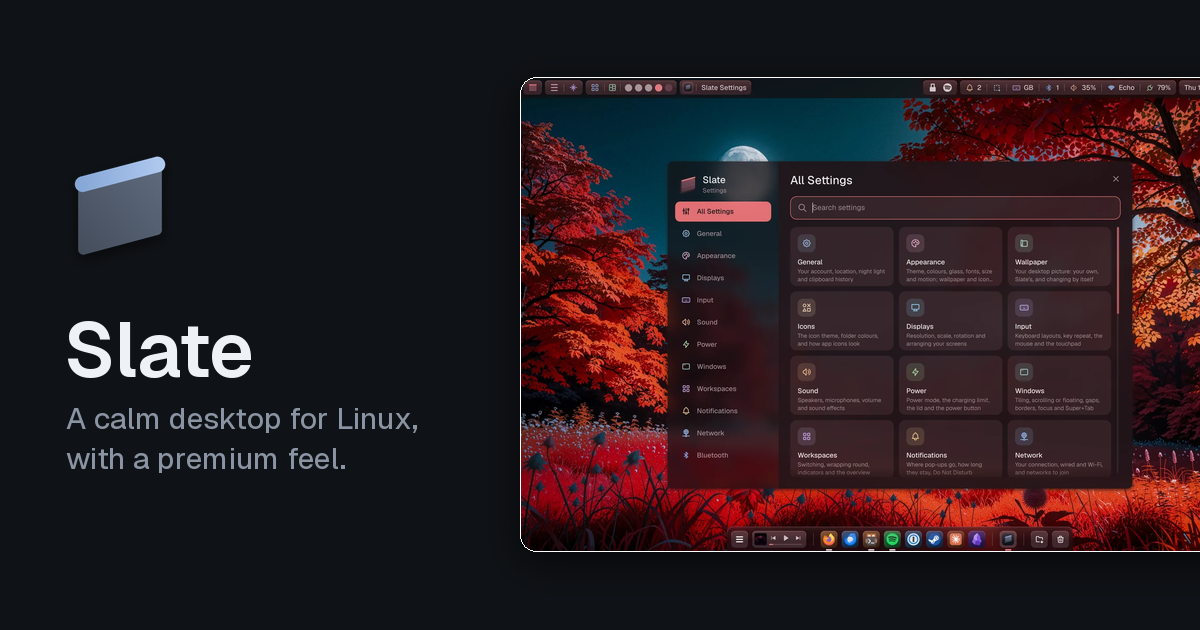 Slate
A calm desktop for Linux,
with a premium feel.
Slate Settings
2
GB
1
35%
Echo
79%
Thu 1
Slate
Settings
All Settings
General
Appearance
Displays
Input
Sound
Power
Windows
Workspaces
Notifications
Network
Bluetooth
All Settings
Search settings
General
Your account, location, night light
and clipboard history
Appearance
Theme, colours, glass, fonts, size
and motion, wallpaper and icon...
Wallpaper
Your desktop picture: your own,
Slate's, and changing by itself
Icons
The icon theme, folder colours,
and how app icons look
Displays
Resolution, scale, rotation and
arranging your screens
Input
Keyboard layouts, key repeat, the
mouse and the touchpad
Sound
Speakers, microphones, volume
and sound effects
Power
Power mode, the charging limit,
the lid and the power button
Windows
Tiling, scrolling or floating, gaps,
borders, focus and Super+Tab
Workspaces
Switching, wrapping round,
indicators and the overview
Notifications
Where pop-ups go, how long
they stay, Do Not Disturb
Network
Your connection, wired and Wi-Fi,
and networks to join